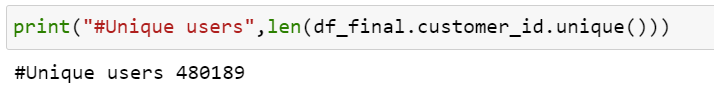 print("#Unique users",len(df_final.customer_id.unique()))
#Unique users 480189